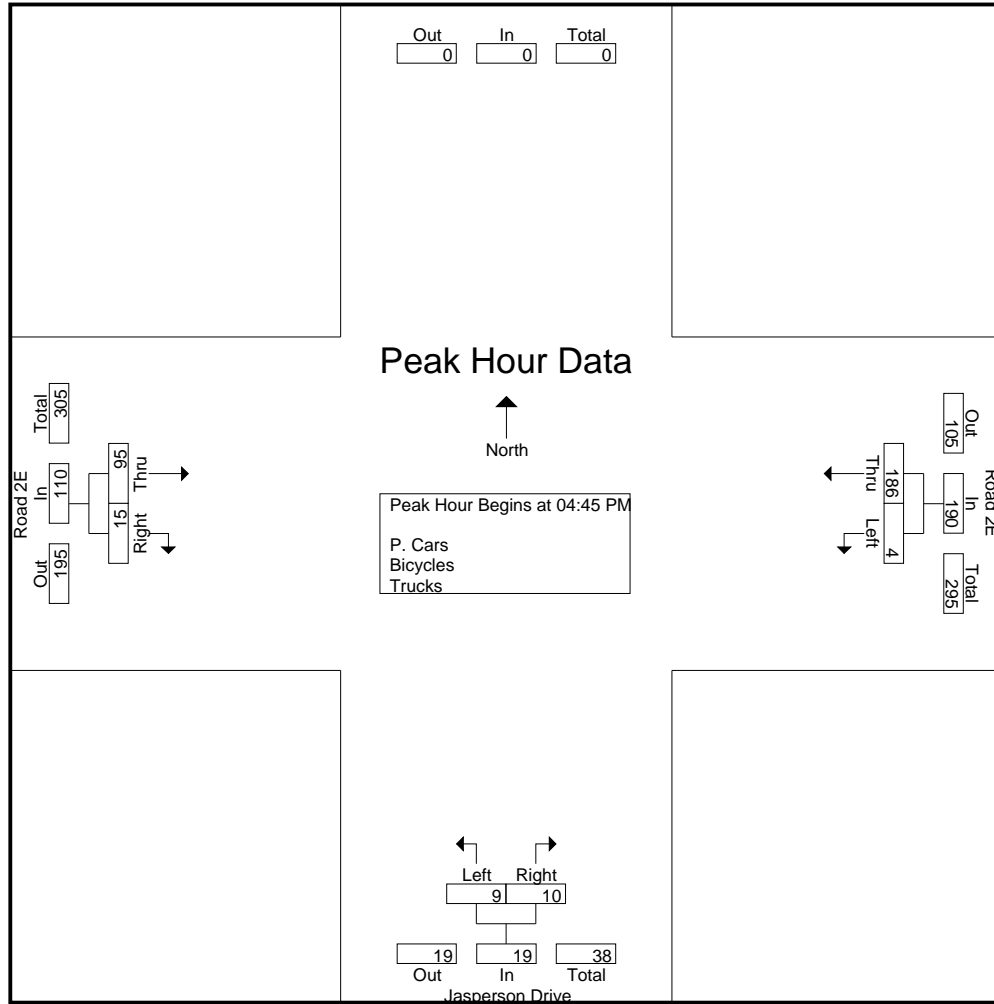 Out In Total
0 0 0
Peak Hour Data
North
Peak Hour Begins at 04:45 PM
P. Cars
Bicycles
Trucks
Road 2E
Out In Total
195 110 305
Right Thru
15 95
Road 2E
Out In Total
105 190 295
Thru Left
186 4
Left Right
9 10
19 19 38
Out In Total
Jasperson Drive